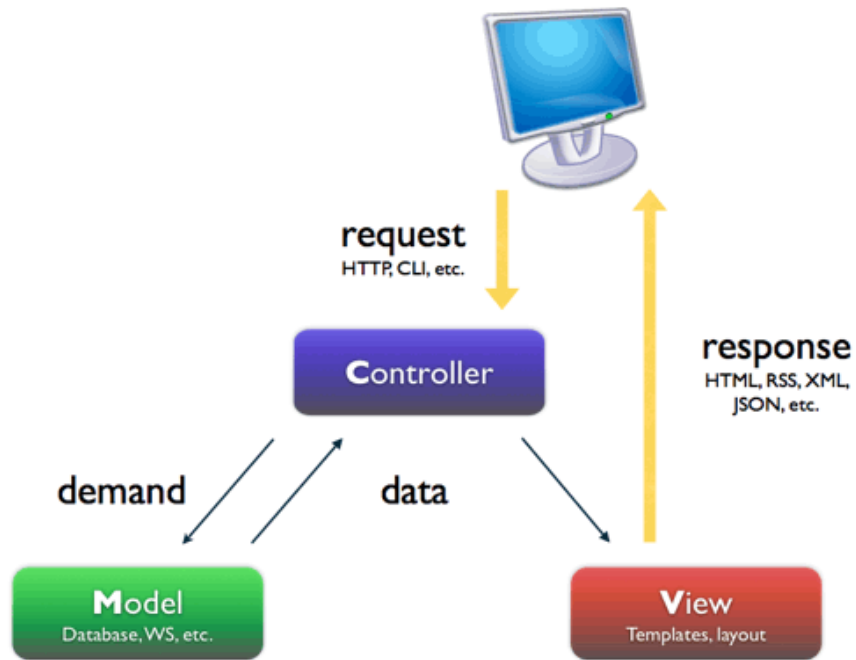 request
HTTP, CLI, etc.
Controller
response
HTML, RSS, XML,
JSON, etc.
demand
data
Model
Database, WS, etc.
View
Templates, layout